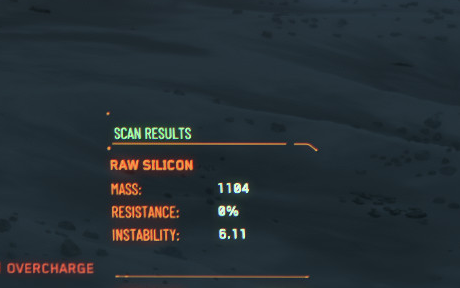 SCAN RESULTS
RAW SILICON
MASS: 1104
RESISTANCE: 0%
INSTABILITY: 6.11
OVERCHARGE